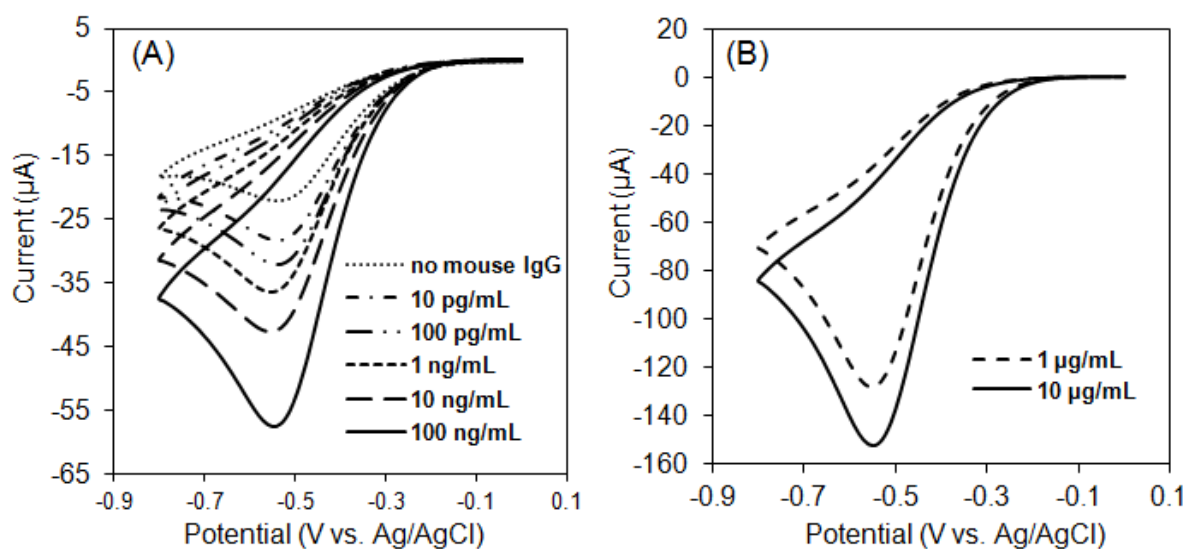 (A)
5
-5
-15
-25
-35
-45
-55
-65
Current (µA)
no mouse IgG
10 pg/mL
100 pg/mL
1 ng/mL
10 ng/mL
100 ng/mL
-0.9 -0.7 -0.5 -0.3 -0.1 0.1
Potential (V vs. Ag/AgCl)
(B)
20
0
-20
-40
-60
-80
-100
-120
-140
-160
Current (µA)
1 µg/mL
10 µg/mL
-0.9 -0.7 -0.5 -0.3 -0.1 0.1
Potential (V vs. Ag/AgCl)